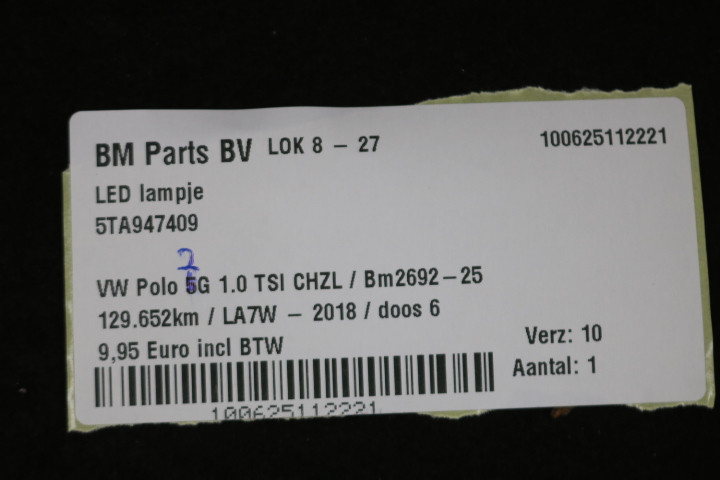 BM Parts BV LOK 8 - 27 100625112221
LED lampje
5TA947409
2
VW Polo 5G 1.0 TSI CHZL / Bm2692-25
129.652km / LA7W - 2018 / doos 6
9,95 Euro incl BTW
Verz: 10
Aantal: 1
100625112221